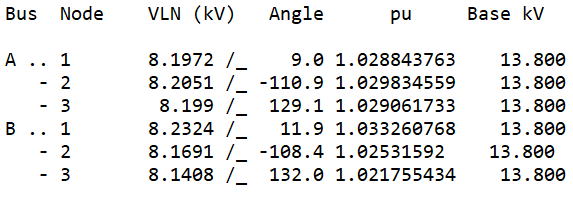 Bus  Node    VLN (kV)   Angle       pu     Base kV
A .. 1       8.1972 /_    9.0 1.028843763    13.800
   - 2       8.2051 /_ -110.9 1.029834559    13.800
   - 3        8.199 /_  129.1 1.029061733    13.800
B .. 1       8.2324 /_   11.9 1.033260768    13.800
   - 2       8.1691 /_ -108.4 1.02531592    13.800
   - 3       8.1408 /_  132.0 1.021755434    13.800